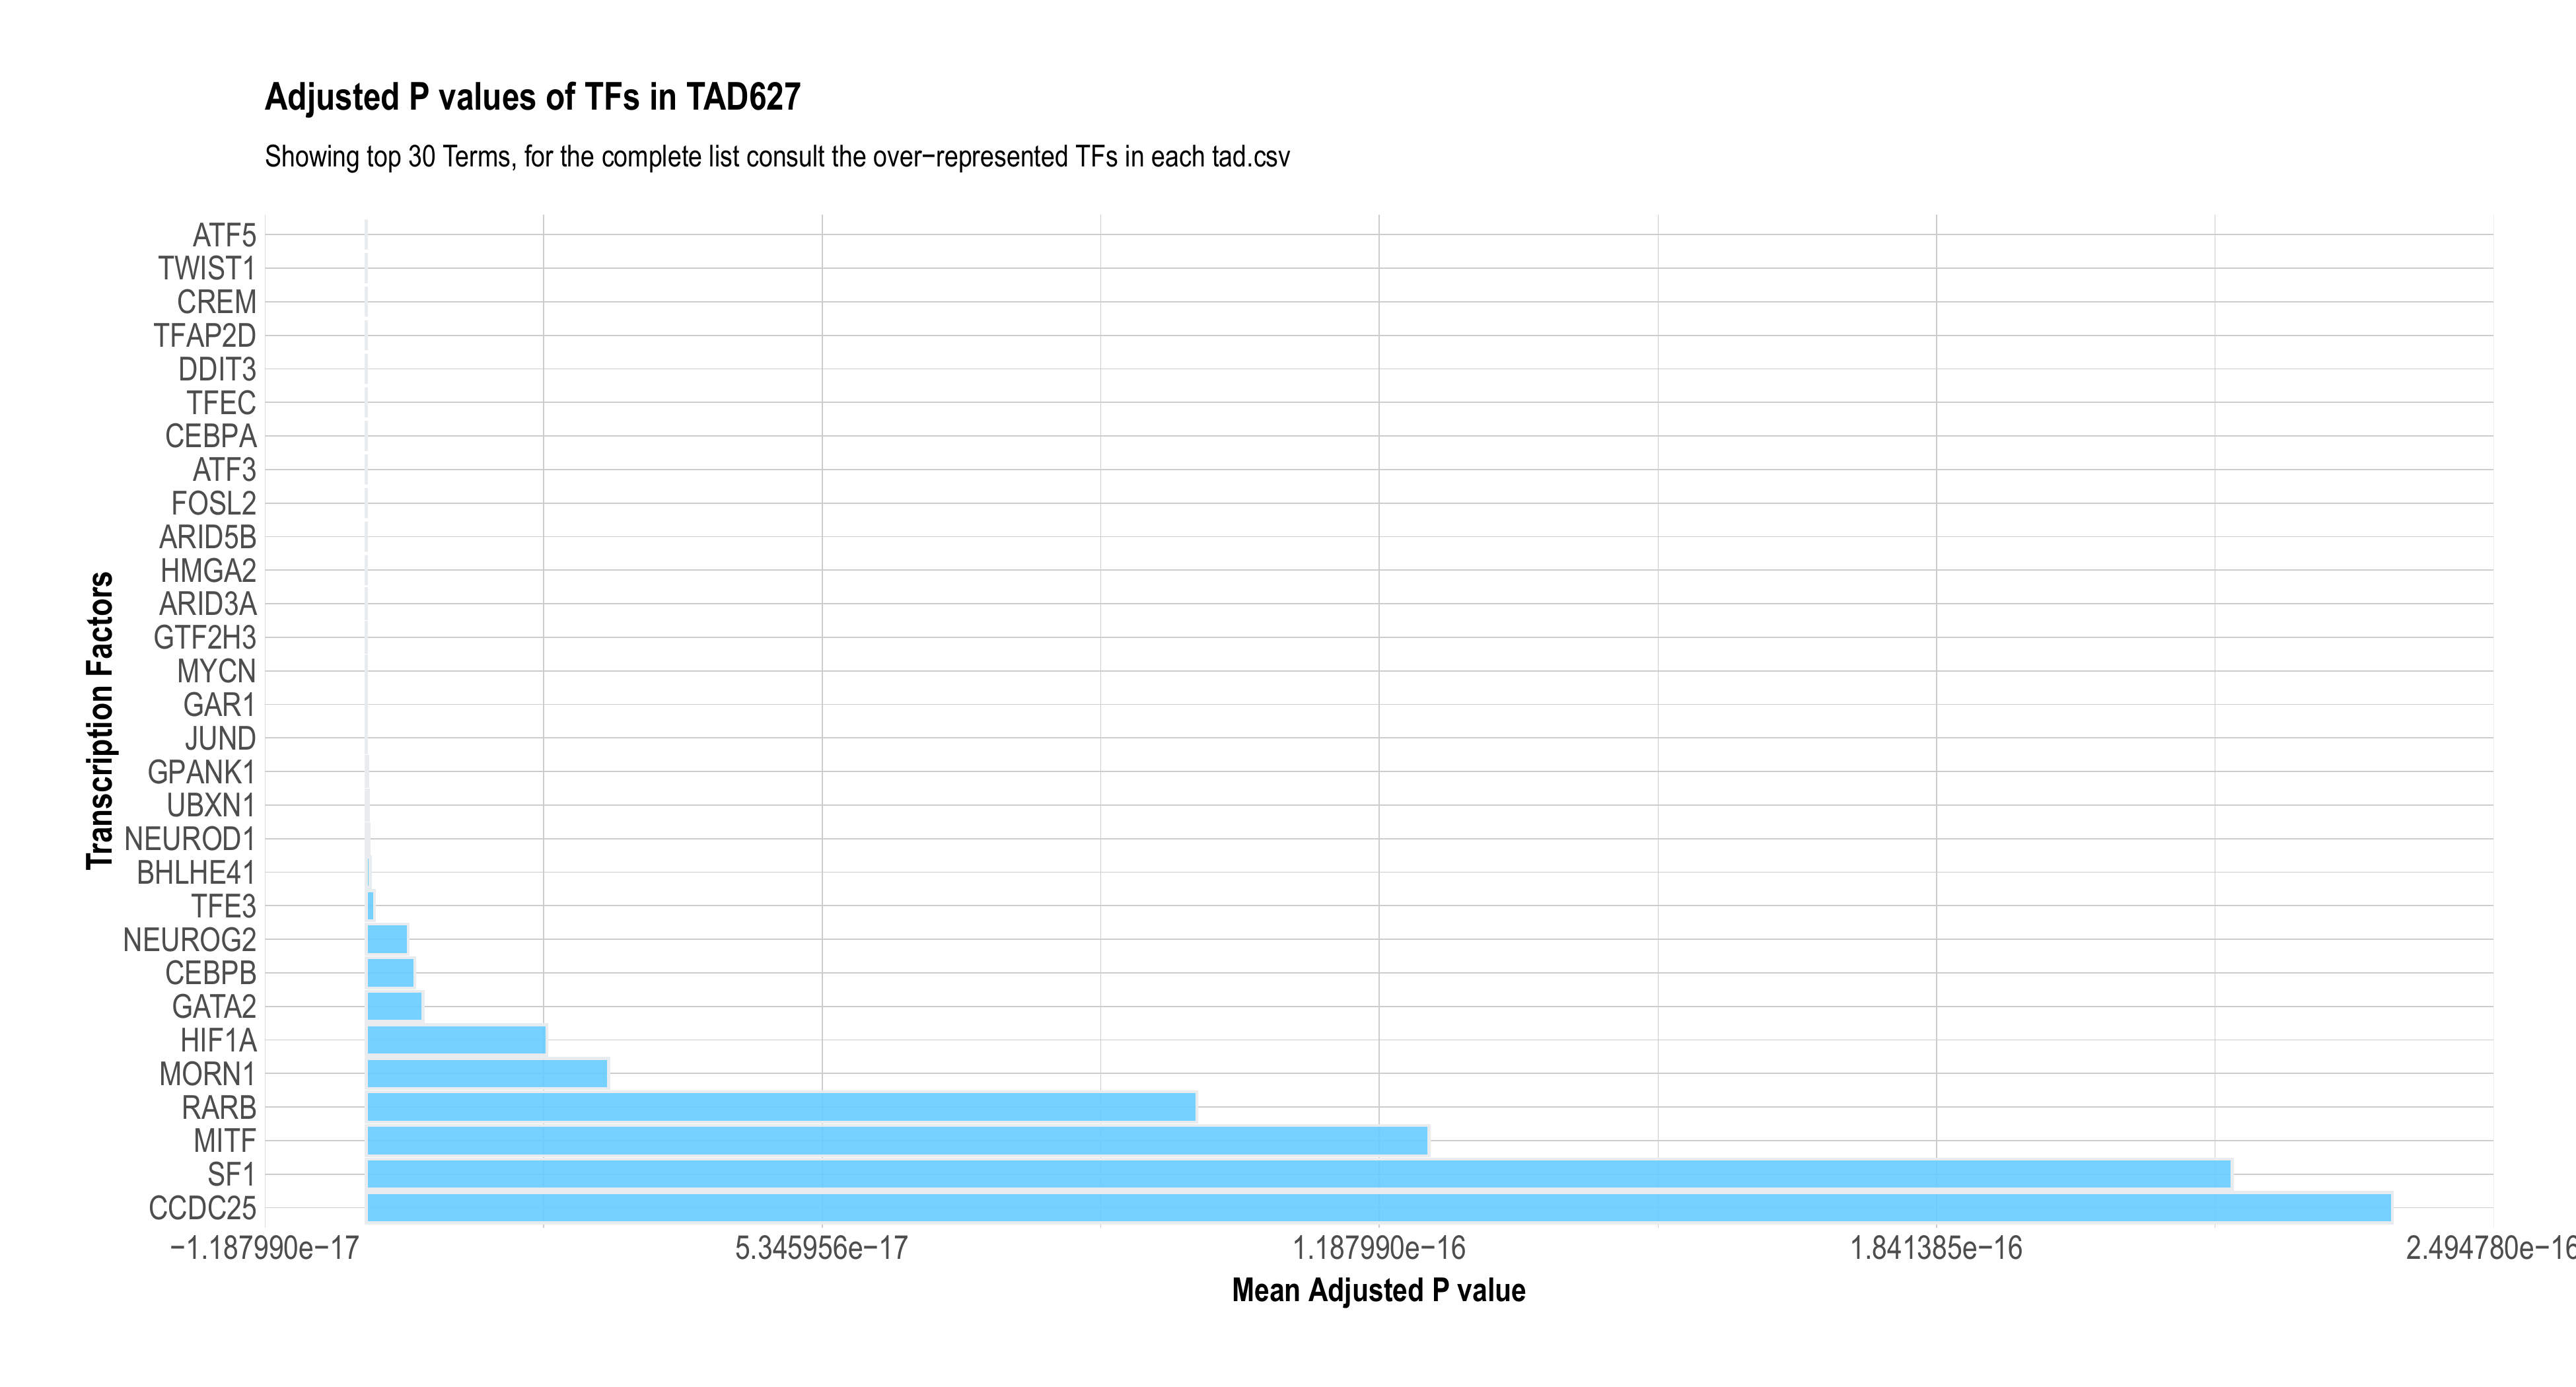 Adjusted P values of TFs in TAD627
Showing top 30 Terms, for the complete list consult the over−represented TFs in each tad.csv
Transcription Factors
ATF5
TWIST1
CREM
TFAP2D
DDIT3
TFEC
CEBPA
ATF3
FOSL2
ARID5B
HMGA2
ARID3A
GTF2H3
MYCN
GAR1
JUND
GPANK1
UBXN1
NEUROD1
BHLHE41
TFE3
NEUROG2
CEBPB
GATA2
HIF1A
MORN1
RARB
MITF
SF1
CCDC25
−1.187990e−17 5.345956e−17 1.187990e−16 1.841385e−16 2.494780e−16
Mean Adjusted P value